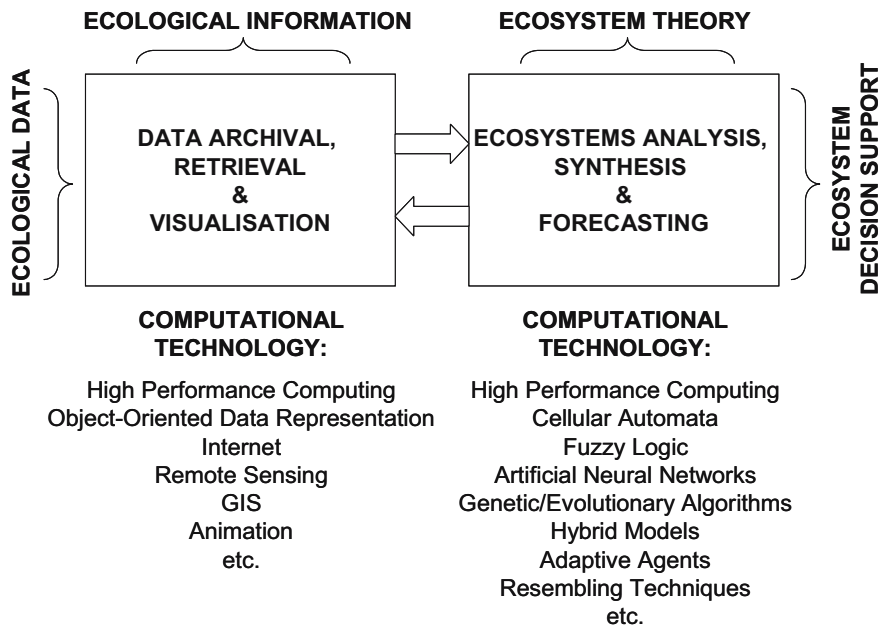 ECOLOGICAL INFORMATION
ECOSYSTEM THEORY
ECOLOGICAL DATA
DATA ARCHIVAL,
RETRIEVAL
&
VISUALISATION
ECOSYSTEMS ANALYSIS,
SYNTHESIS
&
FORECASTING
ECOSYSTEM
DECISION SUPPORT
COMPUTATIONAL
TECHNOLOGY:
High Performance Computing
Object-Oriented Data Representation
Internet
Remote Sensing
GIS
Animation
etc.
COMPUTATIONAL
TECHNOLOGY:
High Performance Computing
Cellular Automata
Fuzzy Logic
Artificial Neural Networks
Genetic/Evolutionary Algorithms
Hybrid Models
Adaptive Agents
Resembling Techniques
etc.